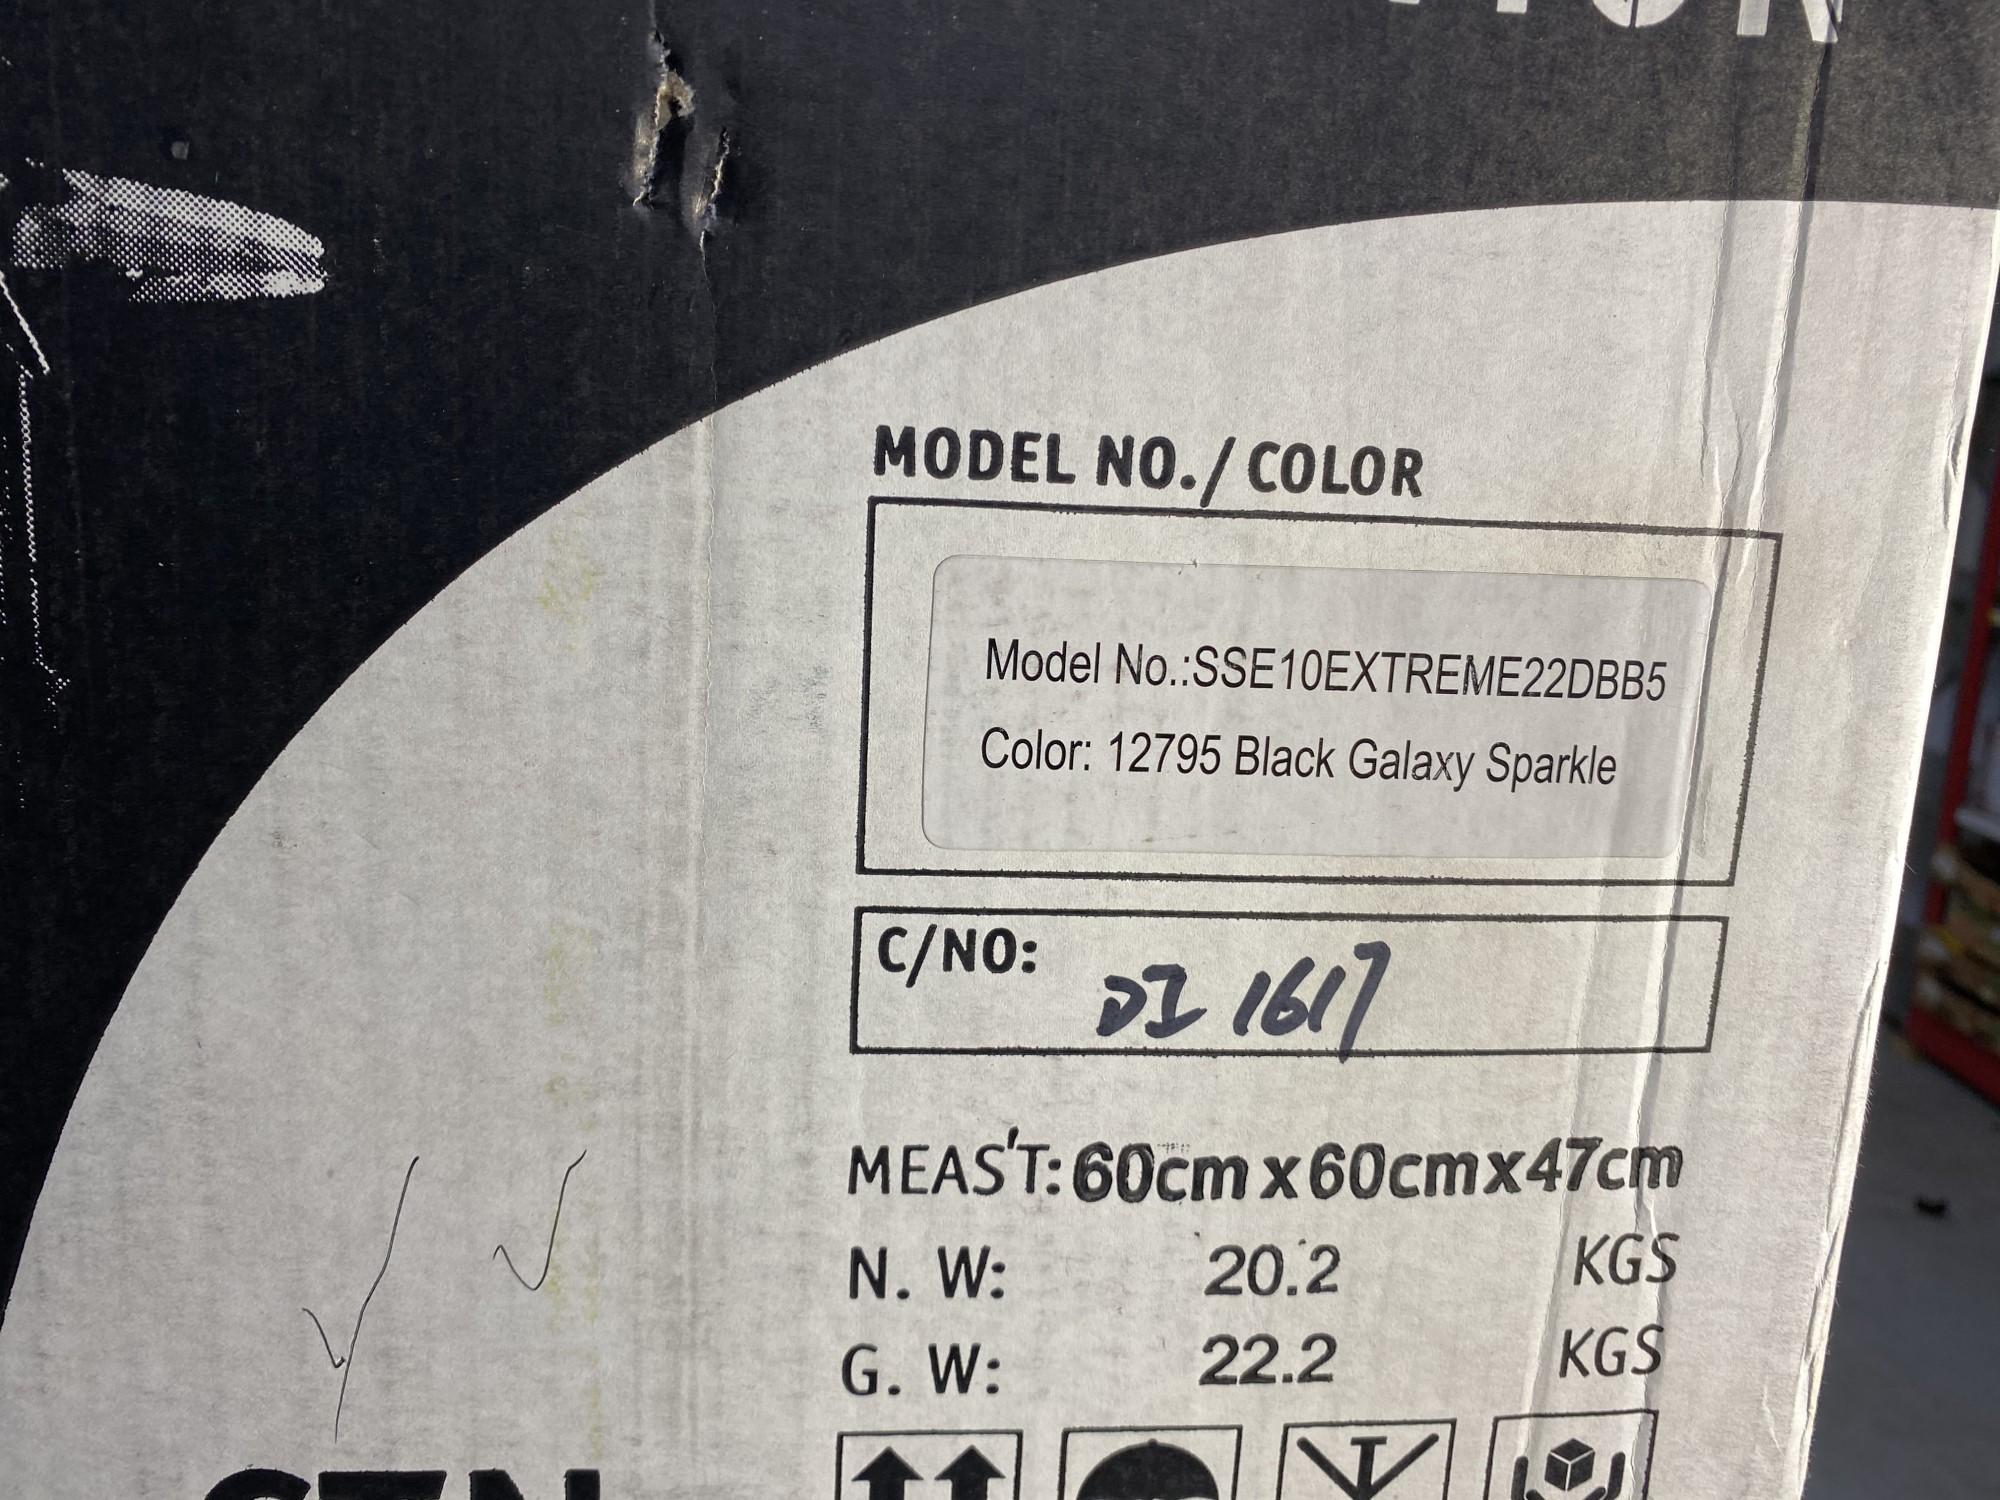 MODEL NO./COLOR
Model No.:SSE10EXTREME22DBB5
Color: 12795 Black Galaxy Sparkle
C/NO: DI 1617
MEAS'T: 60cm x 60cm x 47cm
N. W: 20.2 KGS
G. W: 22.2 KGS